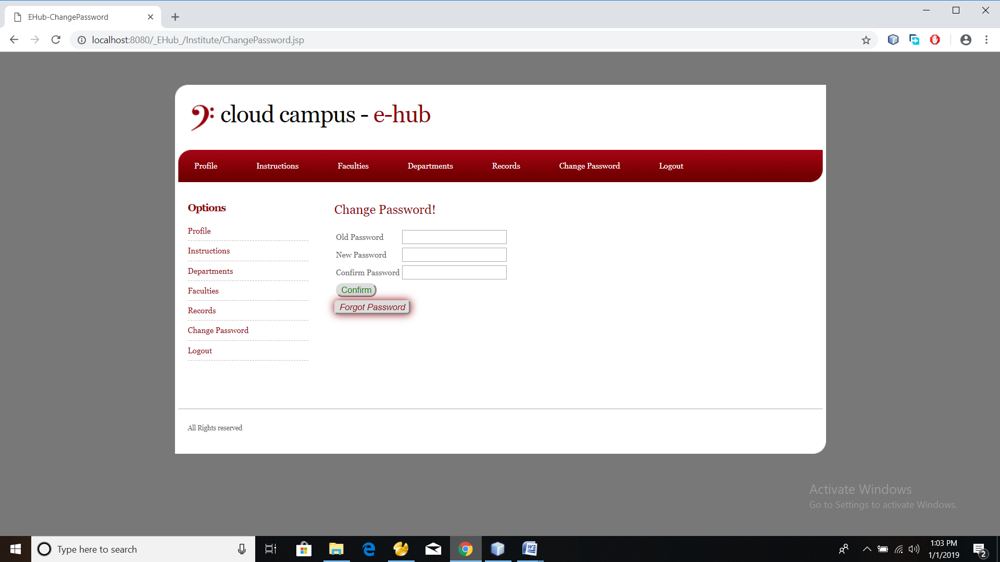 EHub-ChangePassword
localhost:8080/_EHub_/Institute/ChangePassword.jsp
cloud campus - e-hub
Profile Instructions Faculties Departments Records Change Password Logout
Options
Profile
Instructions
Departments
Faculties
Records
Change Password
Logout
Change Password!
Old Password
New Password
Confirm Password
Confirm
Forgot Password
All Rights reserved
Activate Windows
Go to Settings to activate Windows.
Type here to search
1:03 PM
1/1/2019
2